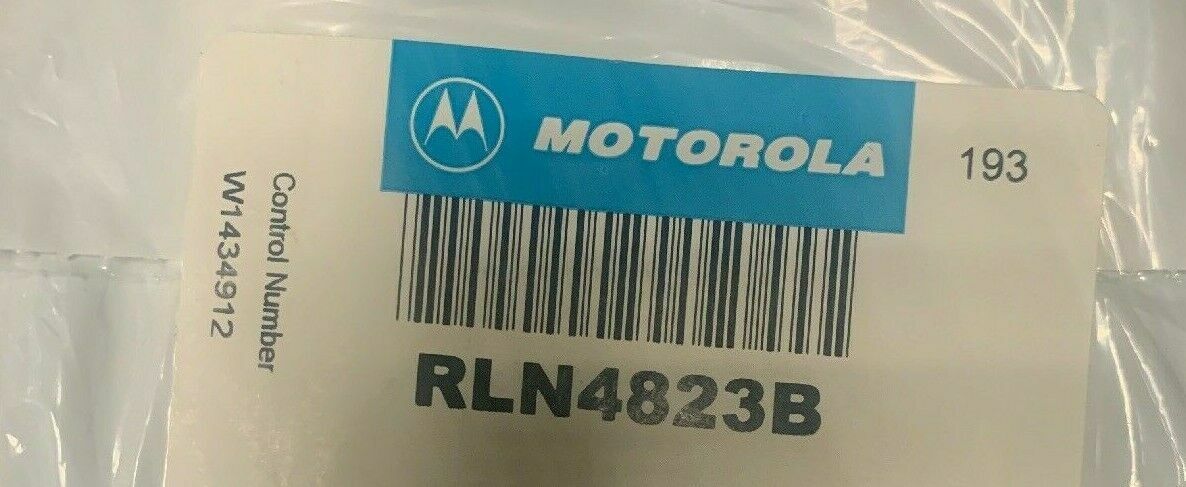 MOTOROLA
193
Control Number
W1434912
RLN4823B